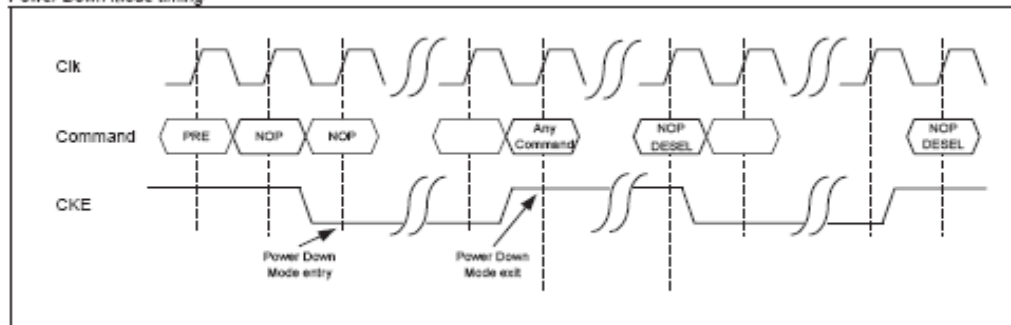 Power Down Mode timing
Clk
Command
PRE
NOP
NOP
Any
Command
NOP
DESEL
NOP
DESEL
CKE
Power Down
Mode entry
Power Down
Mode exit